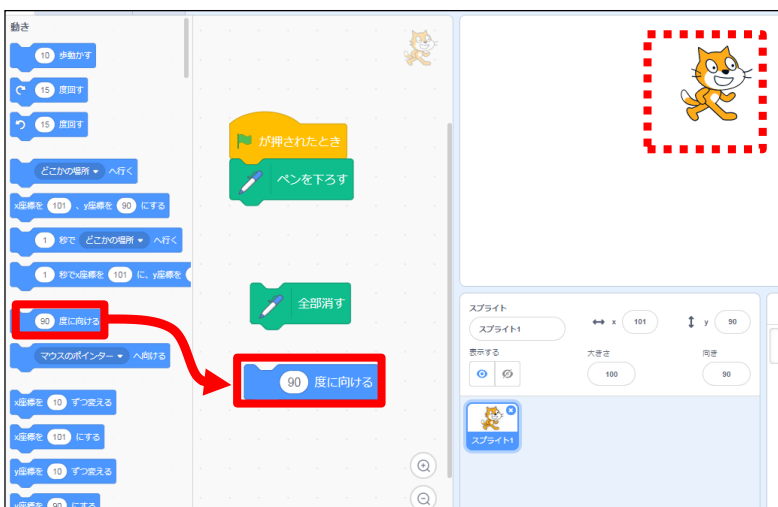 動き
10 歩動かす
15 度回す
15 度回す
どこかの場所 へ行く
x座標を 101 、y座標を 90 にする
1 秒で どこかの場所 へ行く
1 秒でx座標を 101 に、y座標を
90 度に向ける
マウスのポインター へ向ける
x座標を 10 ずつ変える
x座標を 101 にする
y座標を 10 ずつ変える
y座標を 90 にする
が押されたとき
ペンを下ろす
全部消す
90 度に向ける
スプライト
スプライト1
x 101
y 90
表示する
大きさ
100
向き
90
スプライト1